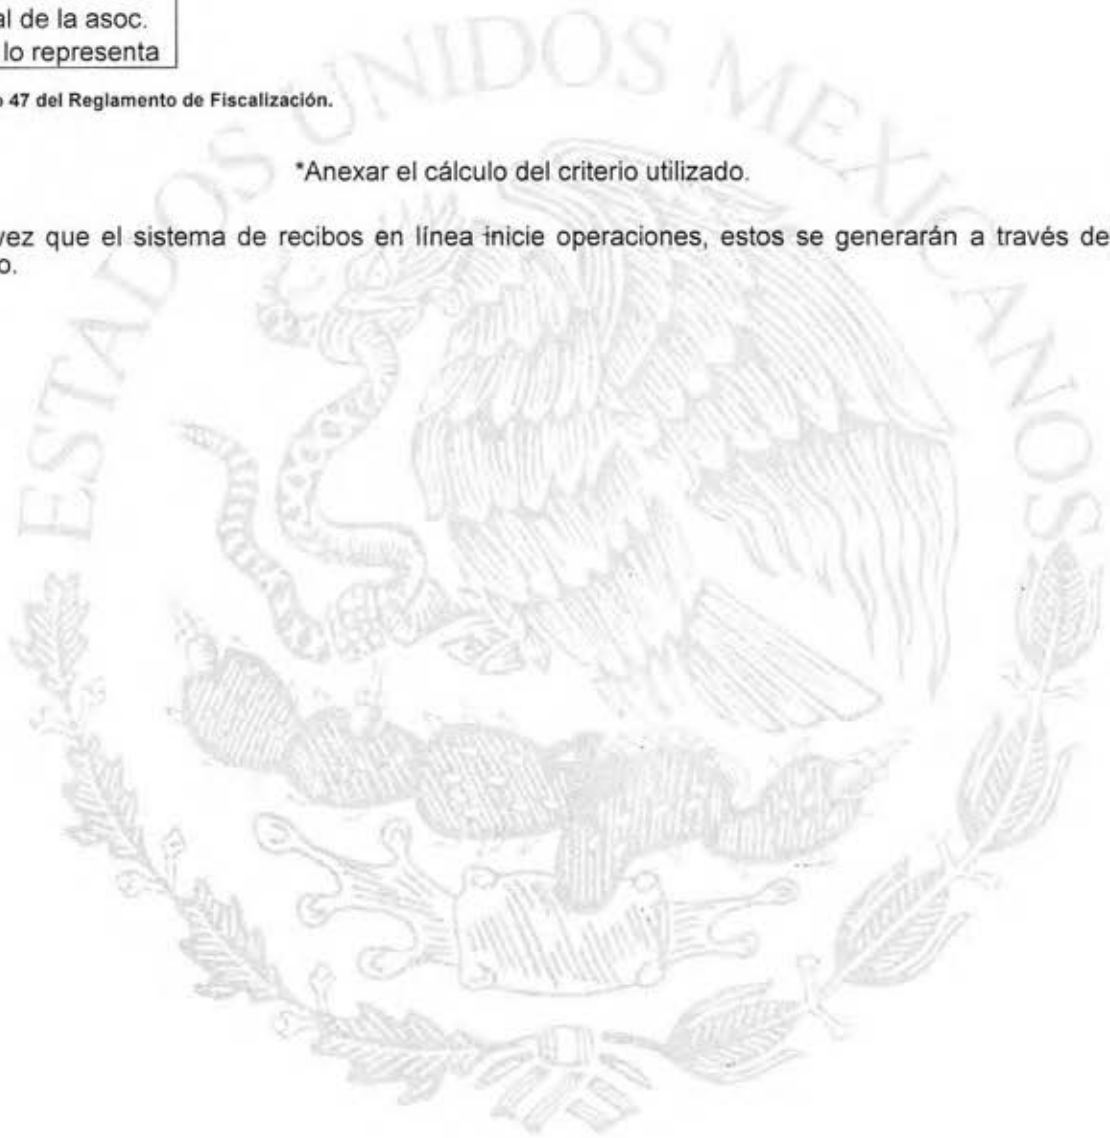 al de la asoc.
lo representa
o 47 del Reglamento de Fiscalización.
*Anexar el cálculo del criterio utilizado.
vez que el sistema de recibos en línea inicie operaciones, estos se generarán a través de
o.
ESTADOS UNIDOS MEXICANOS